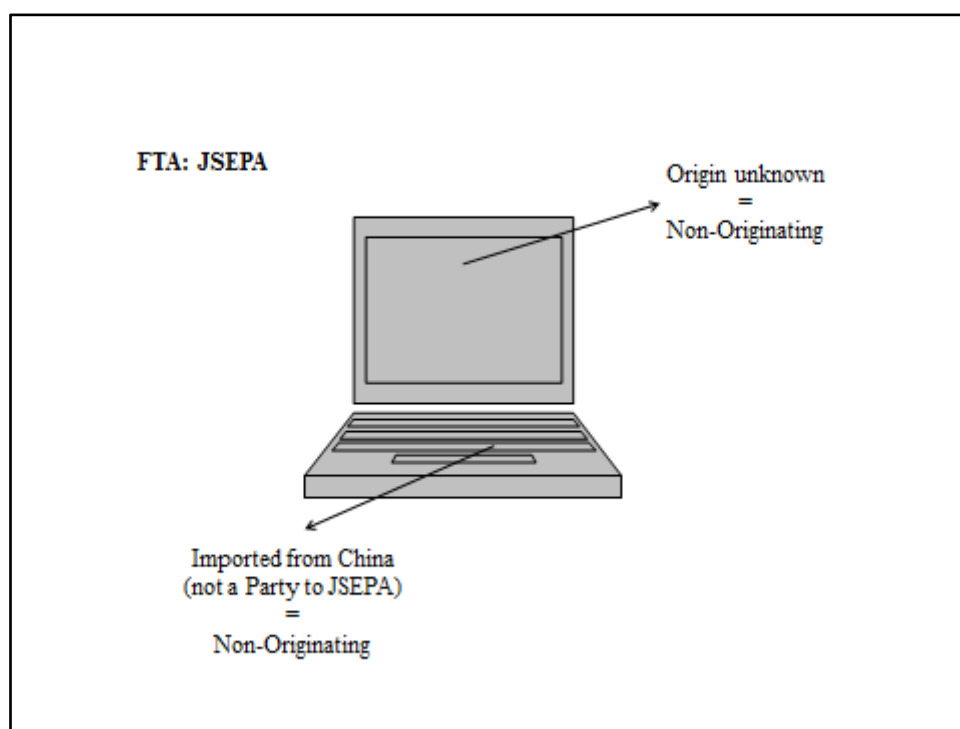 FTA: JSEPA
Origin unknown
=
Non-Originating
Imported from China
(not a Party to JSEPA)
=
Non-Originating